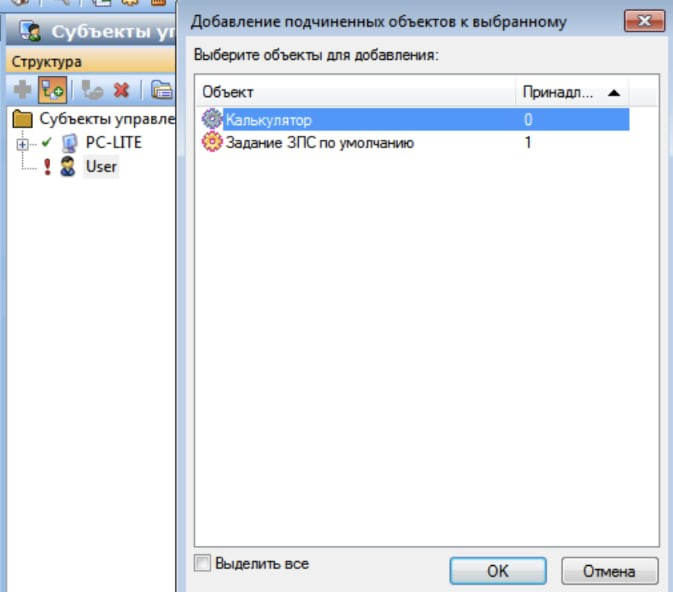 Субъекты уп
Структура
Субъекты управле
PC-LITE
User
Добавление подчиненных объектов к выбранному
Выберите объекты для добавления:
Объект Принадл...
Калькулятор 0
Задание ЗПС по умолчанию 1
Выделить все
OK Отмена